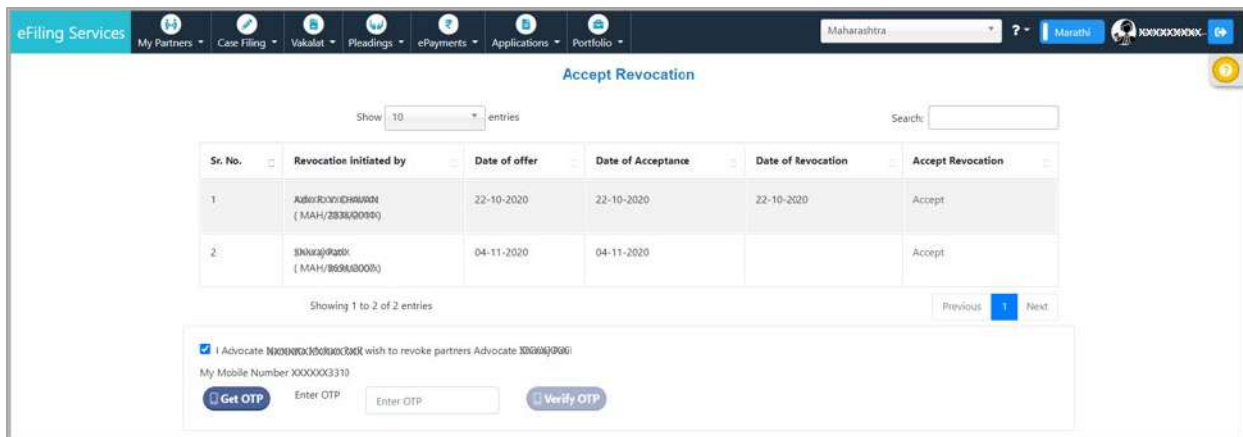 eFiling Services
My Partners Case Filing Vakalat Pleadings ePayments Applications Portfolio
Maharashtra
?
Marathi
Accept Revocation
Show 10 entries
Search:
Sr. No. Revocation initiated by Date of offer Date of Acceptance Date of Revocation Accept Revocation
1 22-10-2020 22-10-2020 22-10-2020 Accept
( MAH/
2 04-11-2020 04-11-2020 Accept
( MAH/
Showing 1 to 2 of 2 entries
Previous 1 Next
I Advocate wish to revoke partners Advocate
My Mobile Number XXXXXX3310
Get OTP Enter OTP Enter OTP Verify OTP